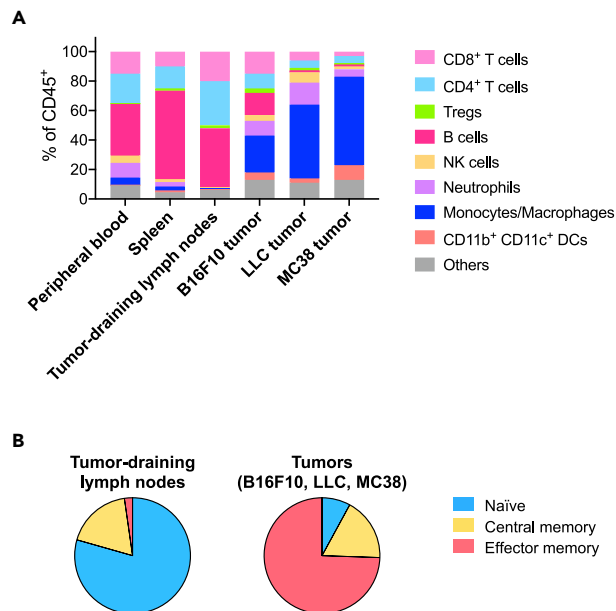 A
% of CD45⁺
100
80
60
40
20
0
Peripheral blood
Spleen
Tumor-draining lymph nodes
B16F10 tumor
LLC tumor
MC38 tumor
CD8⁺ T cells
CD4⁺ T cells
Tregs
B cells
NK cells
Neutrophils
Monocytes/Macrophages
CD11b⁺ CD11c⁺ DCs
Others
B
Tumor-draining
lymph nodes
Tumors
(B16F10, LLC, MC38)
Naïve
Central memory
Effector memory